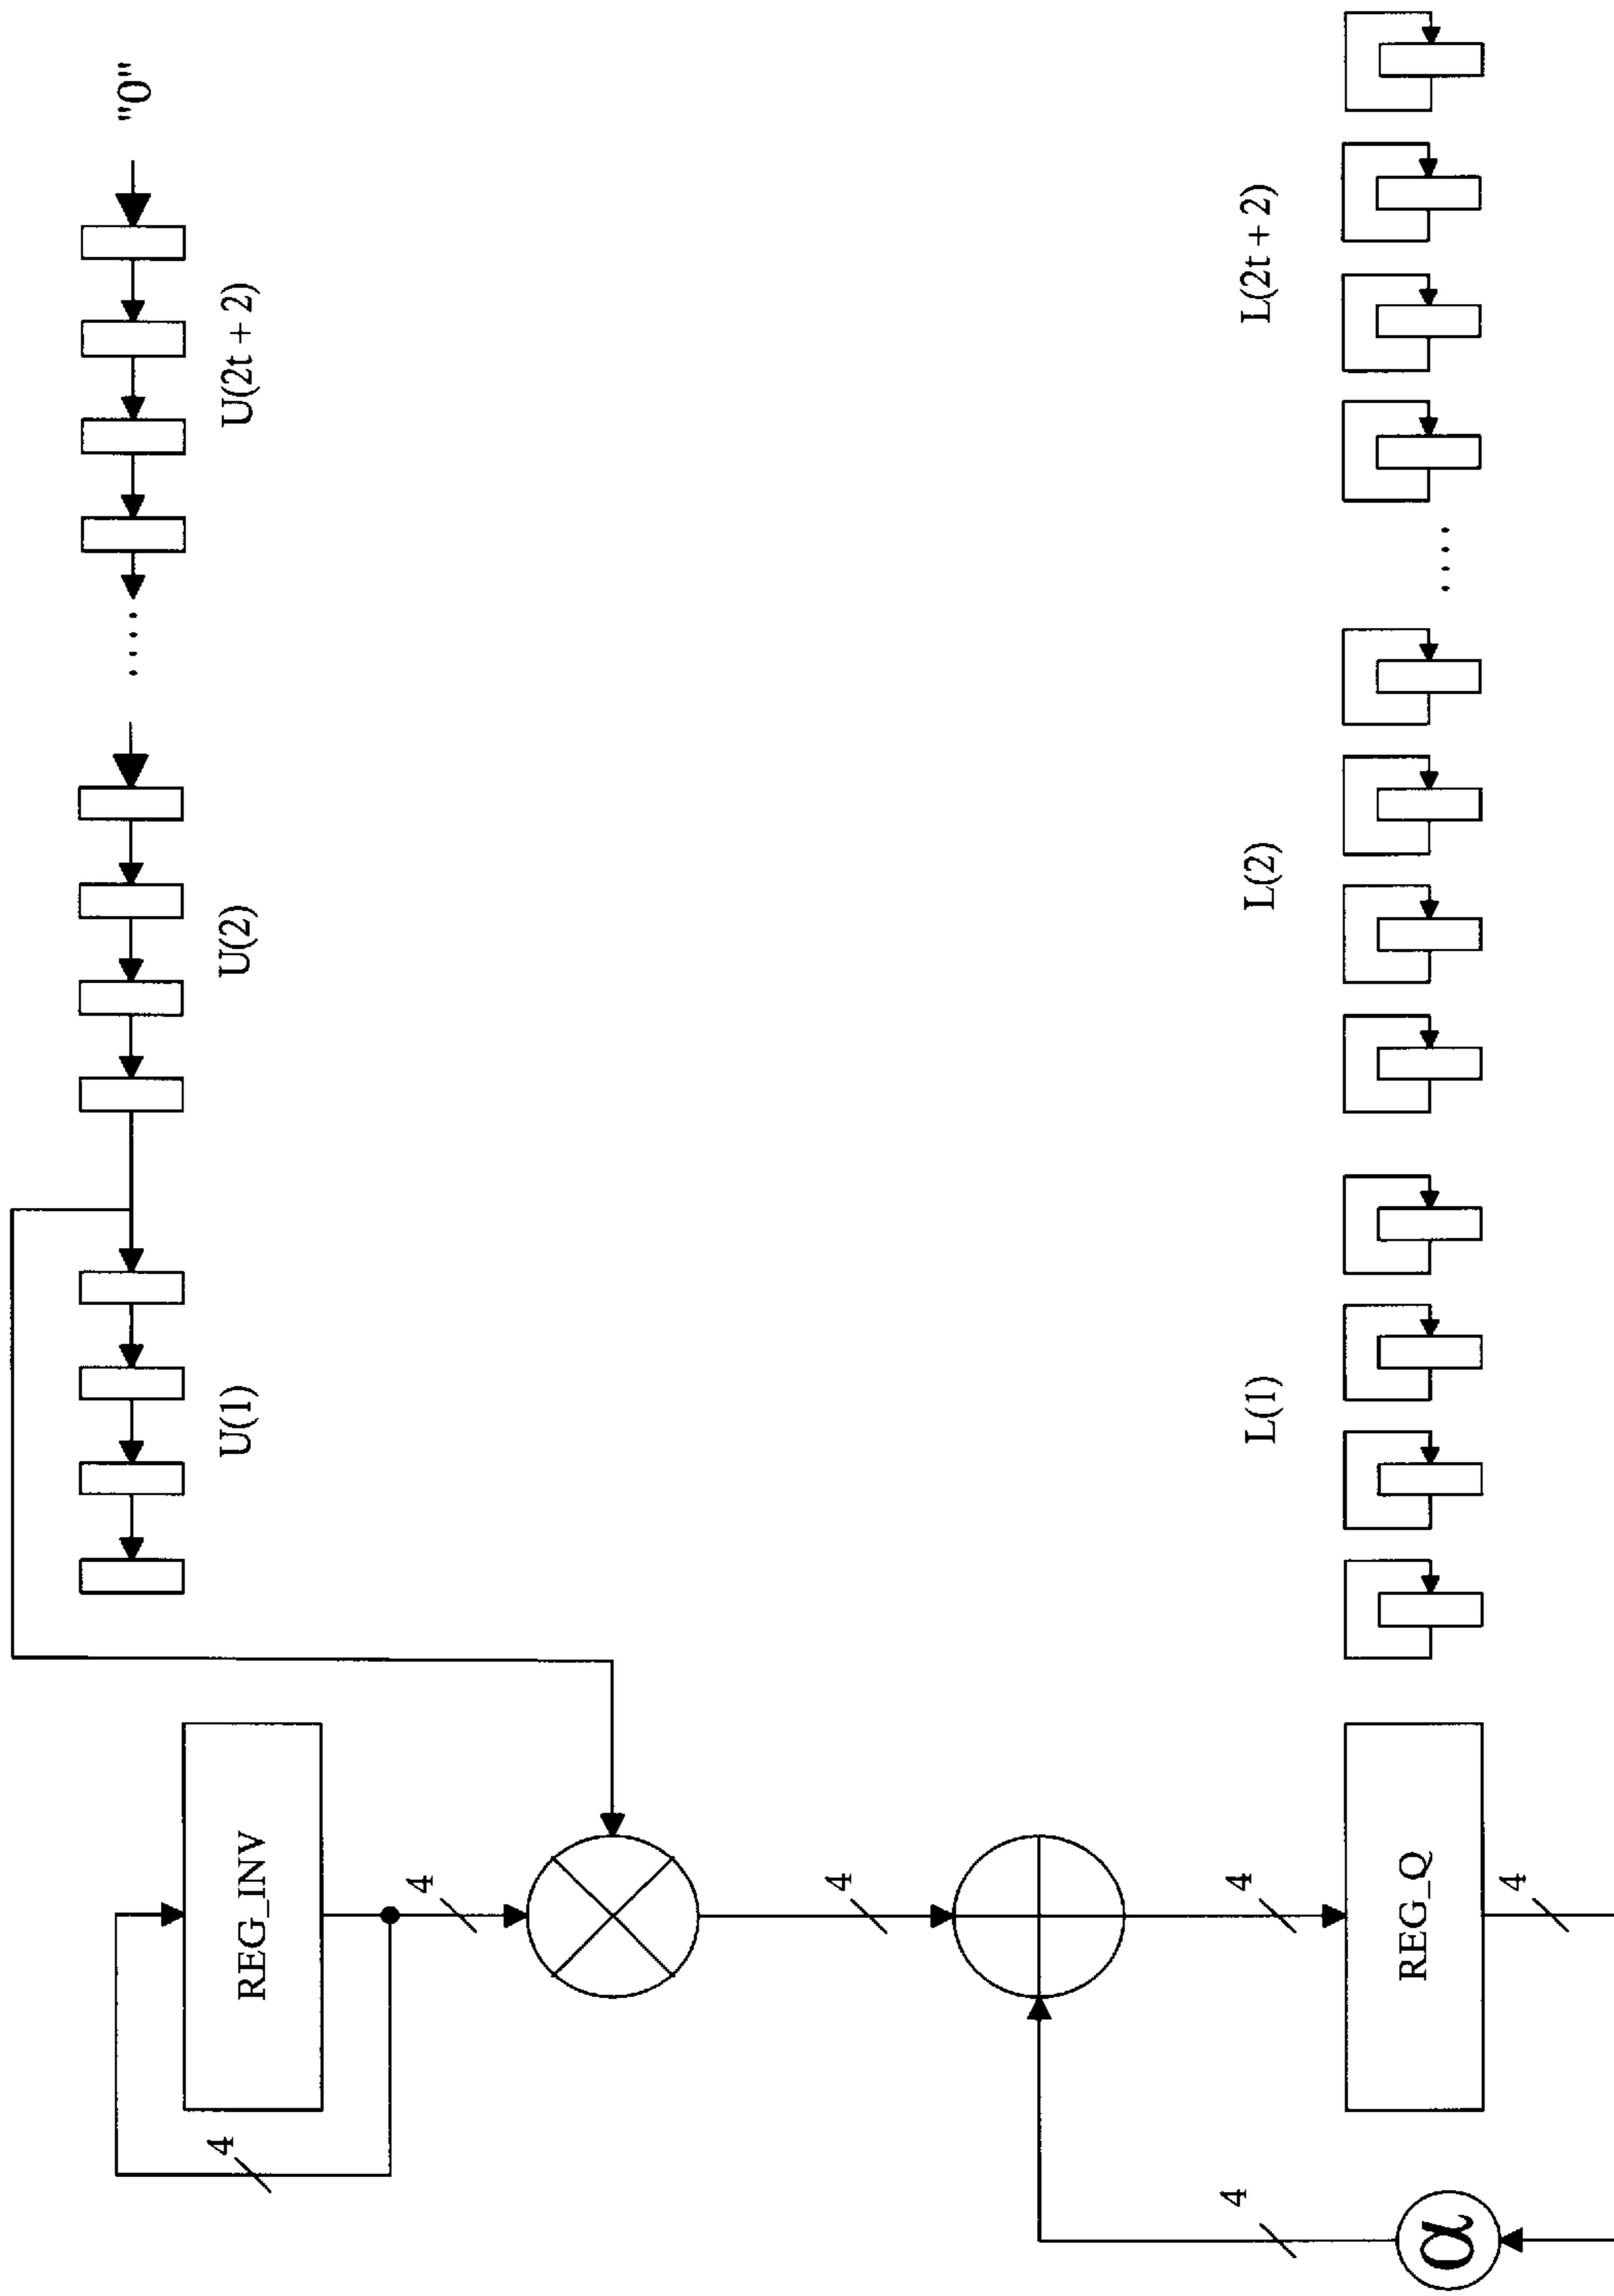 "0"
4
U(1)
U(2)
U(2t + 2)
REG_INV
4
4
4
4
L(1)
L(2)
L(2t + 2)
REG_Q
α
4